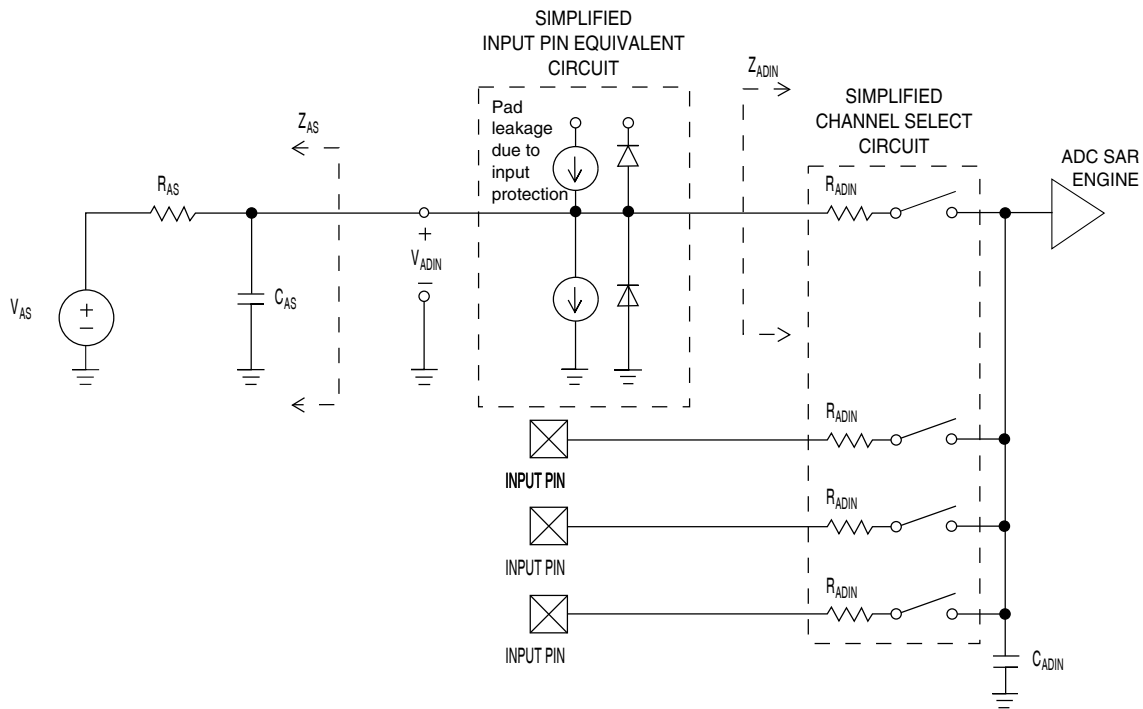 SIMPLIFIED
INPUT PIN EQUIVALENT
CIRCUIT
Pad
leakage
due to
input
protection
Z_ADIN
SIMPLIFIED
CHANNEL SELECT
CIRCUIT
ADC SAR
ENGINE
Z_AS
R_AS
R_ADIN
+
V_ADIN
–
C_AS
V_AS
+
–
R_ADIN
INPUT PIN
R_ADIN
INPUT PIN
R_ADIN
INPUT PIN
C_ADIN